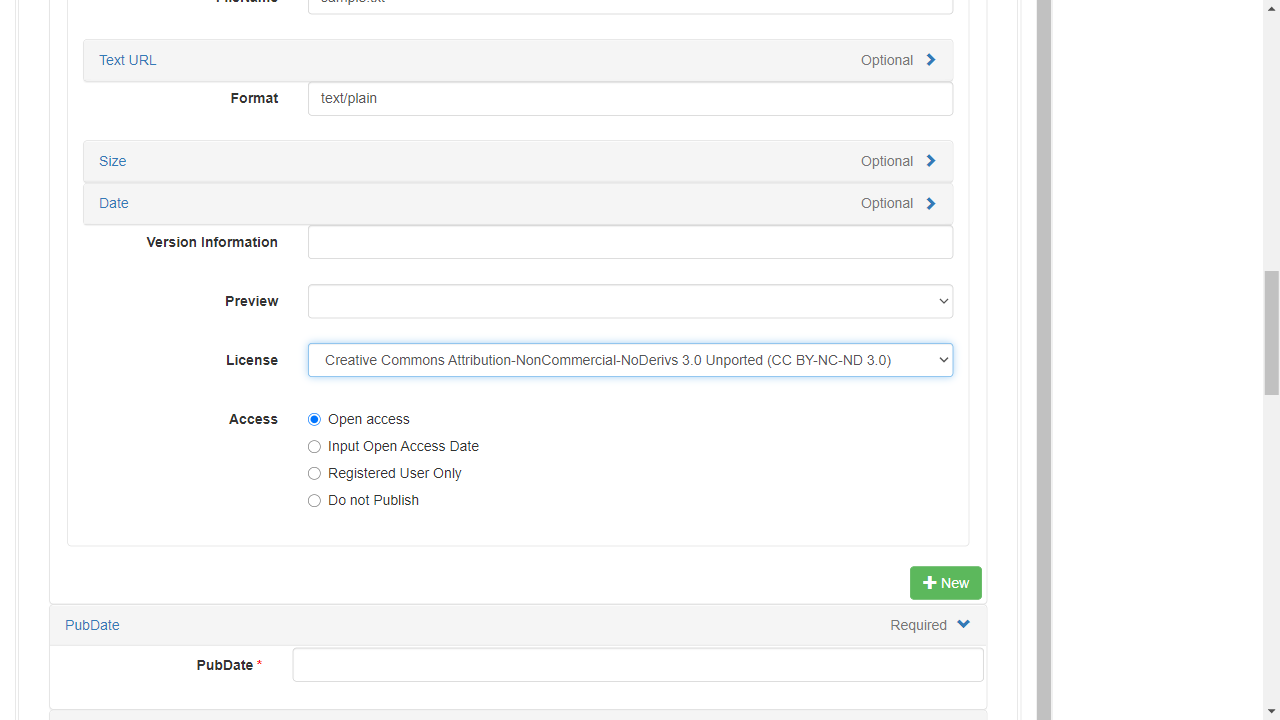 Text URL Optional
Format text/plain
Size Optional
Date Optional
Version Information
Preview
License Creative Commons Attribution-NonCommercial-NoDerivs 3.0 Unported (CC BY-NC-ND 3.0)
Access Open access
Input Open Access Date
Registered User Only
Do not Publish
New
PubDate Required
PubDate *